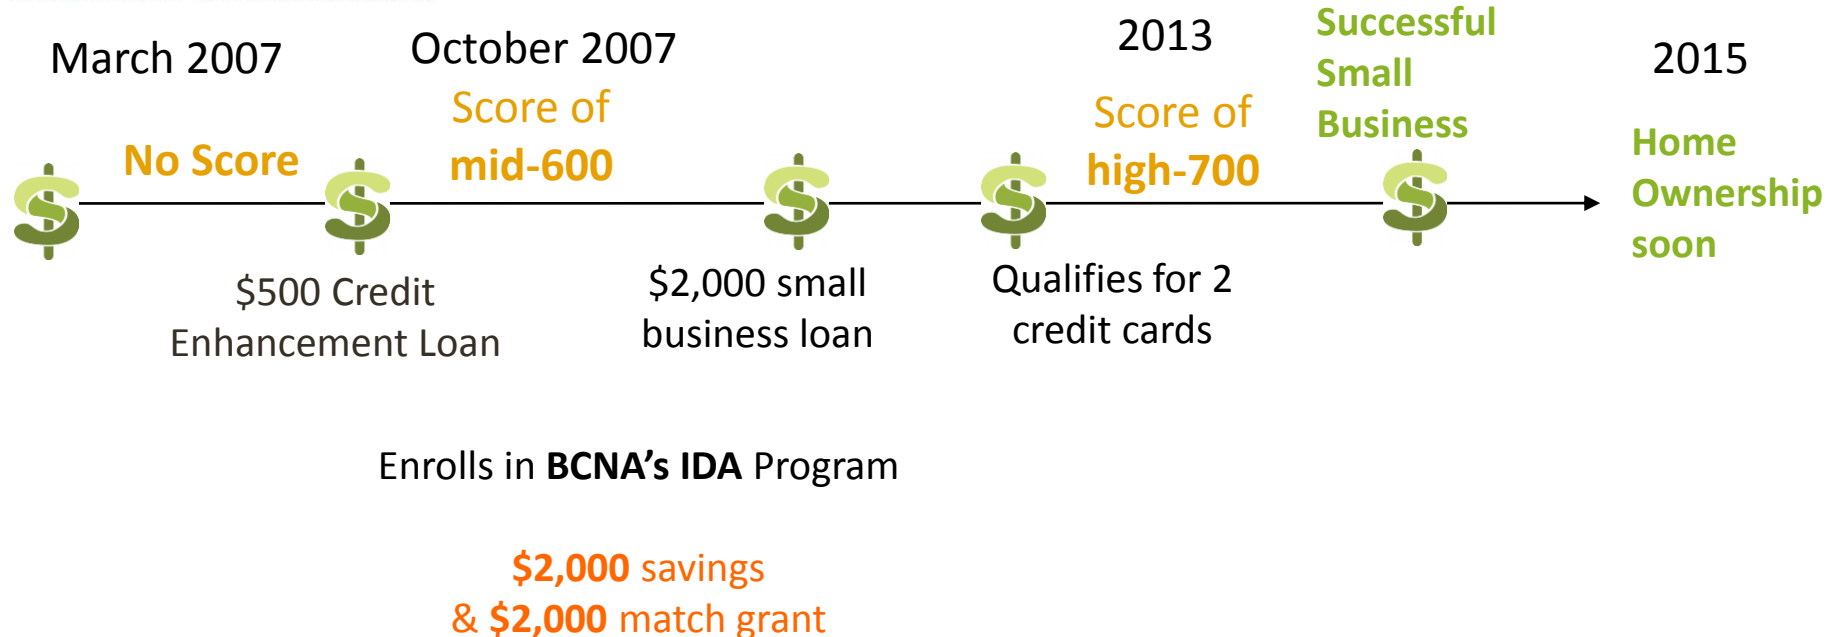 March 2007
No Score
$500 Credit
Enhancement Loan
October 2007
Score of
mid-600
$2,000 small
business loan
Enrolls in BCNA's IDA Program
$2,000 savings
& $2,000 match grant
Qualifies for 2
credit cards
2013
Score of
high-700
Successful
Small
Business
2015
Home
Ownership
soon